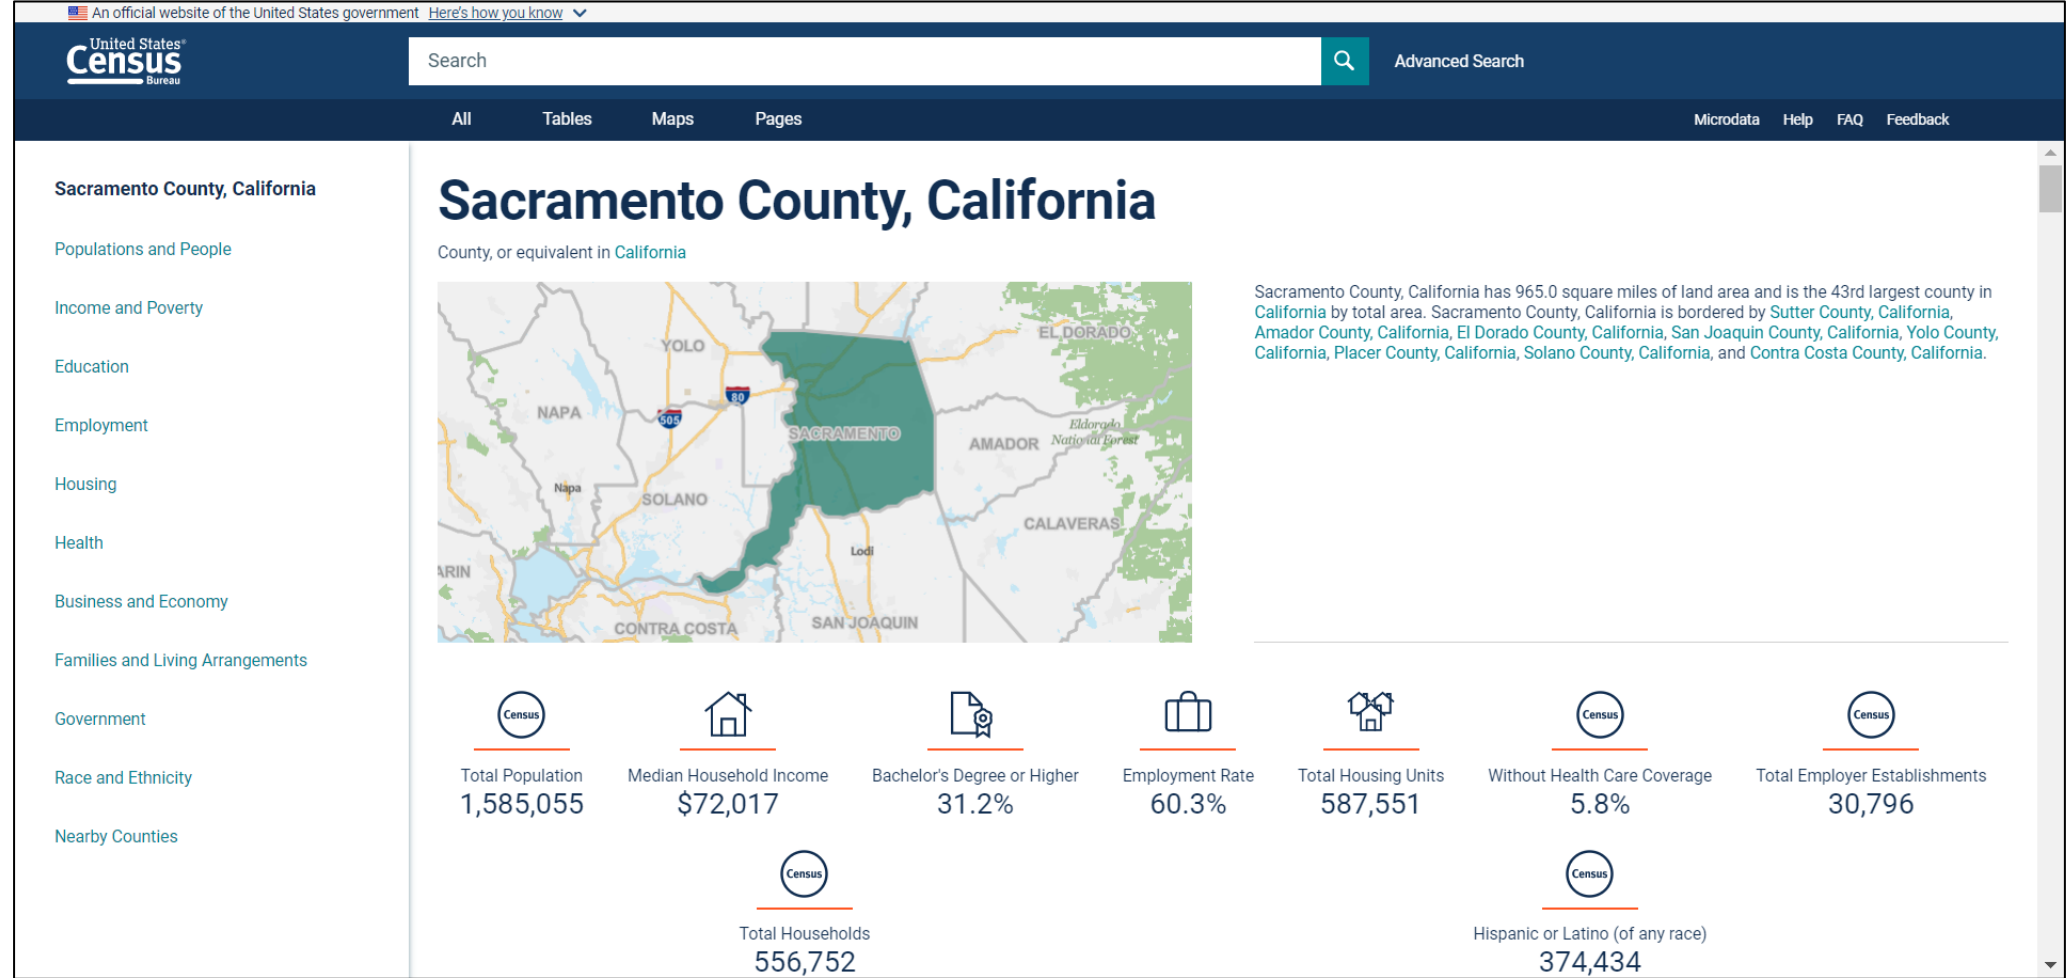 An official website of the United States government Here's how you know
United States®
Census
Bureau
Search
Advanced Search
All Tables Maps Pages
Microdata Help FAQ Feedback
Sacramento County, California
Populations and People
Income and Poverty
Education
Employment
Housing
Health
Business and Economy
Families and Living Arrangements
Government
Race and Ethnicity
Nearby Counties
Sacramento County, California
County, or equivalent in California
EL DORADO
YOLO
80
NAPA
505
SACRAMENTO
Eldorado
National Forest
AMADOR
Napa
SOLANO
CALAVERAS
Lodi
ARIN
CONTRA COSTA
SAN JOAQUIN
Sacramento County, California has 965.0 square miles of land area and is the 43rd largest county in
California by total area. Sacramento County, California is bordered by Sutter County, California,
Amador County, California, El Dorado County, California, San Joaquin County, California, Yolo County,
California, Placer County, California, Solano County, California, and Contra Costa County, California.
Census
Total Population
1,585,055
Median Household Income
$72,017
Bachelor's Degree or Higher
31.2%
Employment Rate
60.3%
Total Housing Units
587,551
Census
Without Health Care Coverage
5.8%
Census
Total Employer Establishments
30,796
Census
Total Households
556,752
Census
Hispanic or Latino (of any race)
374,434